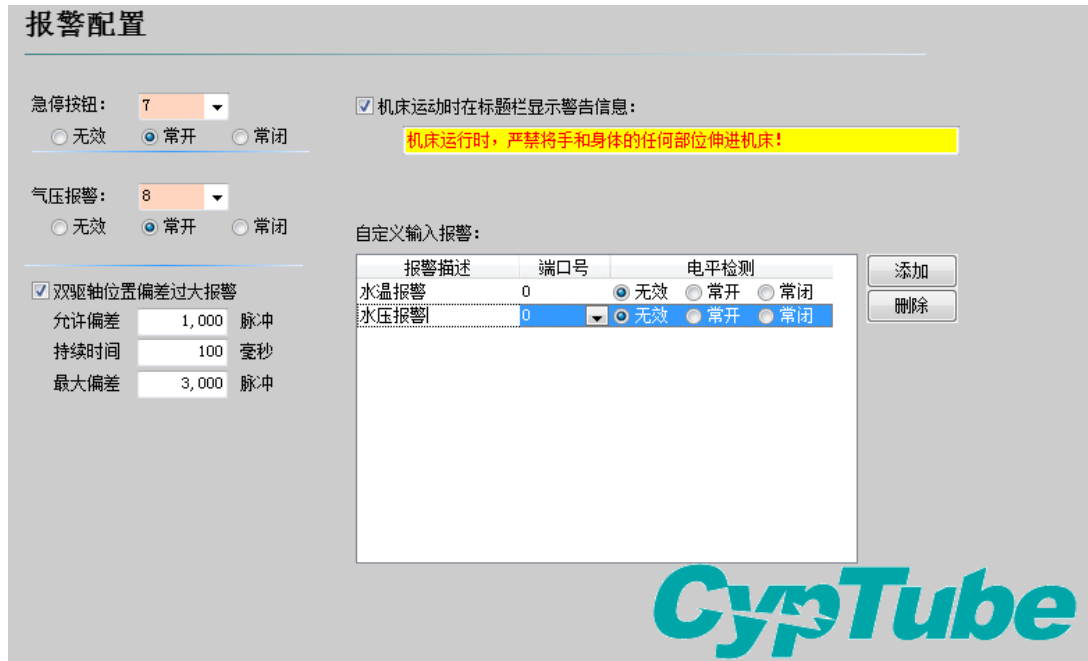 报警配置
急停按钮： 7
无效 常开 常闭
气压报警： 8
无效 常开 常闭
双驱轴位置偏差过大报警
允许偏差 1,000 脉冲
持续时间 100 毫秒
最大偏差 3,000 脉冲
机床运动时在标题栏显示警告信息：
机床运行时，严禁将手和身体的任何部位伸进机床！
自定义输入报警：
报警描述 端口号 电平检测
水温报警 0 无效 常开 常闭
水压报警 0 无效 常开 常闭
添加
删除
CypTube